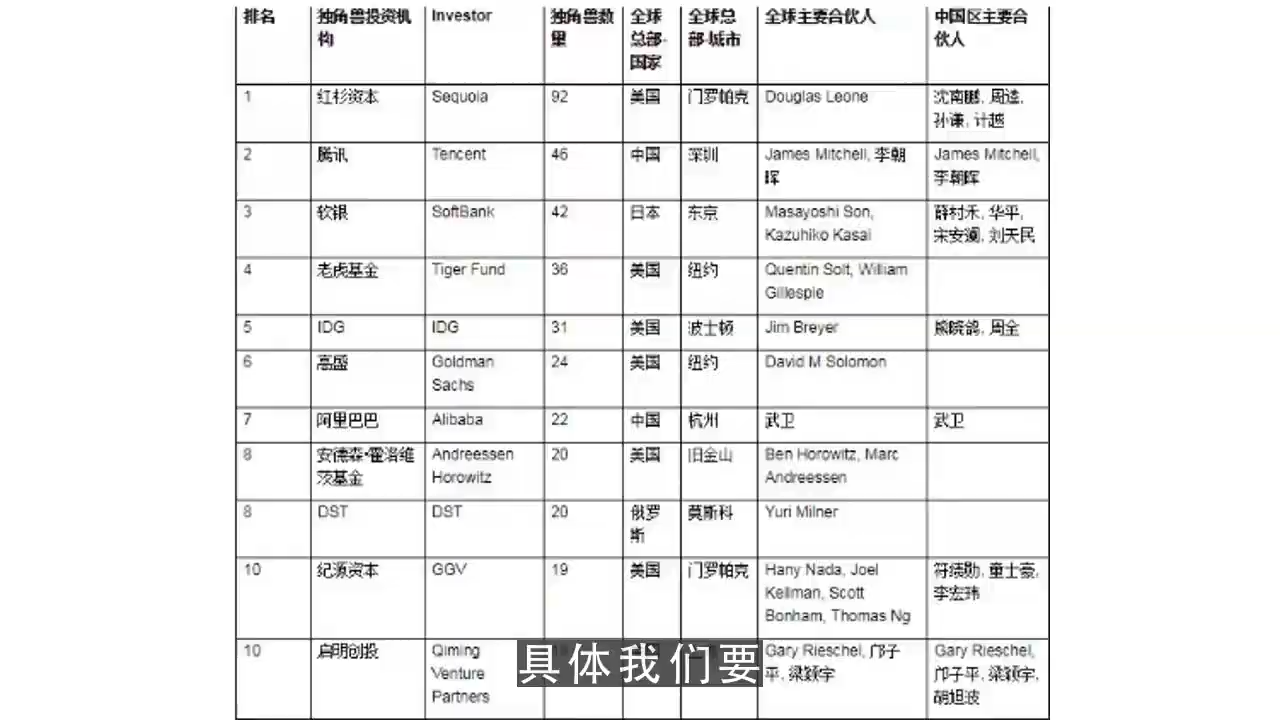 排名 独角兽投资机 Investor 独角兽数 全球 全球总 全球主要合伙人 中国区主要合
构 量 总部- 部-城市 伙人
国家
1 红杉资本 Sequoia 92 美国 门罗帕克 Douglas Leone 沈南鹏, 周逵,
孙谦, 计越
2 腾讯 Tencent 46 中国 深圳 James Mitchell, 李朝 James Mitchell,
晖 李朝晖
3 软银 SoftBank 42 日本 东京 Masayoshi Son, 薛村禾, 华平,
Kazuhiko Kasai 宋安澜, 刘天民
4 老虎基金 Tiger Fund 36 美国 纽约 Quentin Solt, William
Gillespie
5 IDG IDG 31 美国 波士顿 Jim Breyer 熊晓鸽, 周全
6 高盛 Goldman 24 美国 纽约 David M Solomon
Sachs
7 阿里巴巴 Alibaba 22 中国 杭州 武卫 武卫
8 安德森•霍洛维 Andreessen 20 美国 旧金山 Ben Horowitz, Marc
茨基金 Horowitz Andreessen
8 DST DST 20 俄罗 莫斯科 Yuri Milner
斯
10 纪源资本 GGV 19 美国 门罗帕克 Hany Nada, Joel 符绩勋, 童士豪,
Kellman, Scott 李宏玮
Bonham, Thomas Ng
10 启明创投 Qiming Gary Rieschel, 邝子 Gary Rieschel,
Venture 平, 梁颖宇 邝子平, 梁颖宇,
Partners 胡旭波
具体我们要